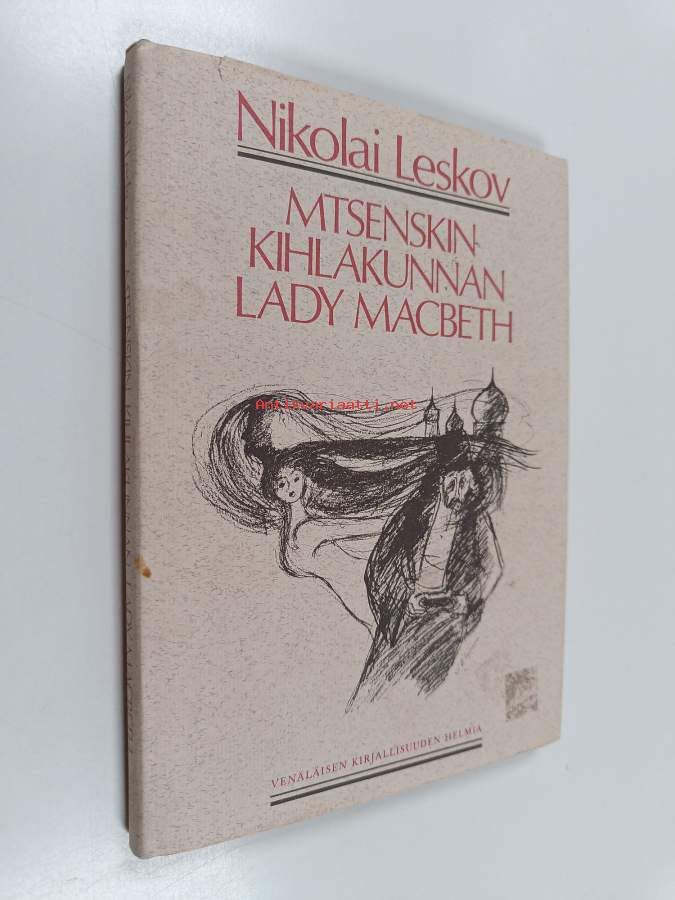 Nikolai Leskov
MTSENSKIN
KIHLAKUNNAN
LADY MACBETH
Antikvariaatti.net
VENÄLÄISEN KIRJALLISUUDEN HELMIÄ